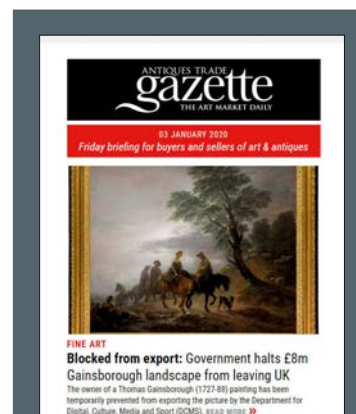 ANTIQUES TRADE
gazette
THE ART MARKET DAILY
03 JANUARY 2020
Friday briefing for buyers and sellers of art & antiques
FINE ART
Blocked from export: Government halts £8m
Gainsborough landscape from leaving UK
The owner of a Thomas Gainsborough (1727-88) painting has been
temporarily prevented from exporting the picture by the Department for
Digital, Culture, Media and Sport (DCMS). READ MORE »